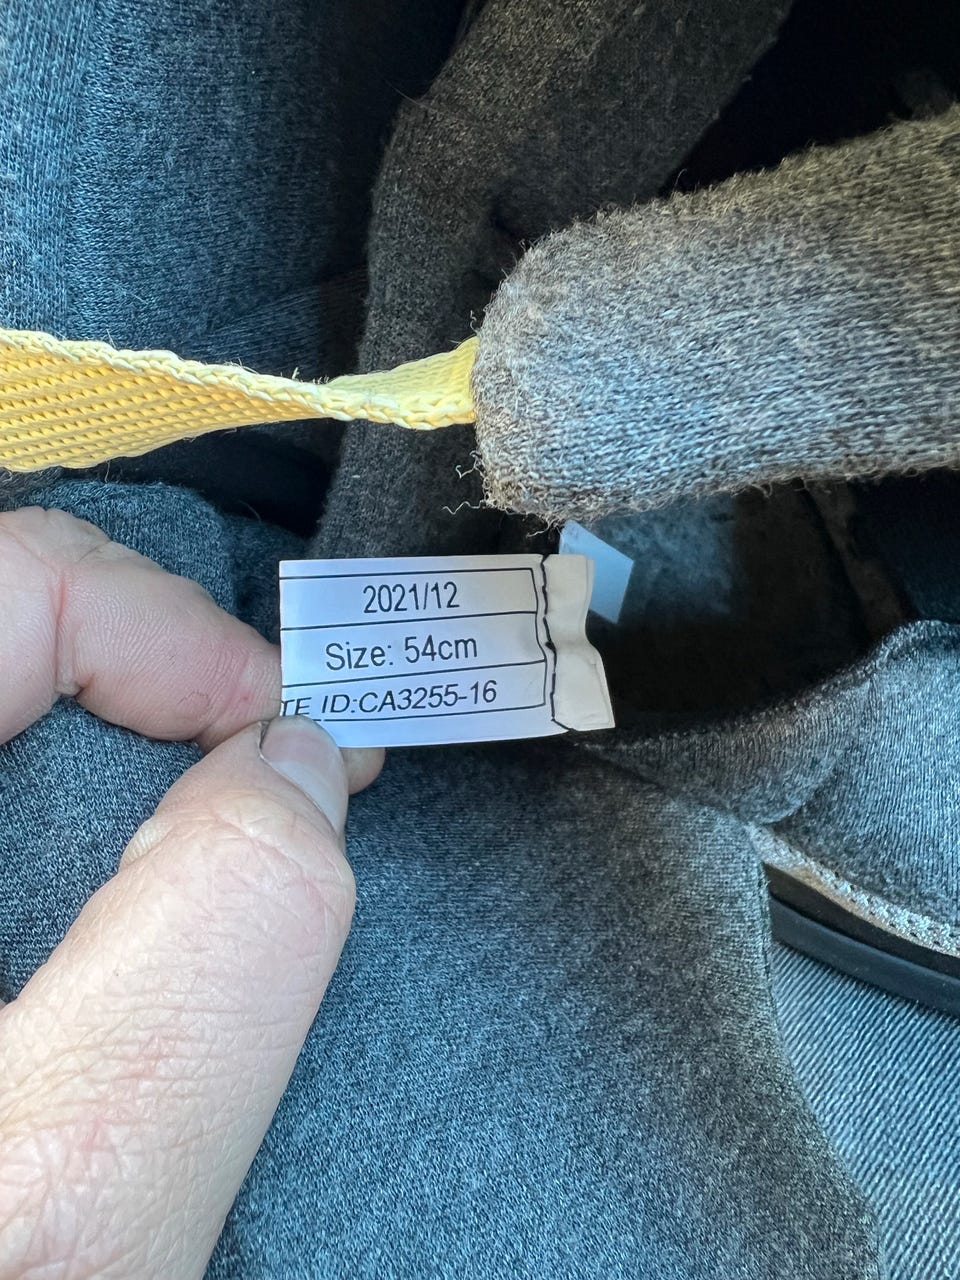 2021/12
Size: 54cm
TE ID:CA3255-16